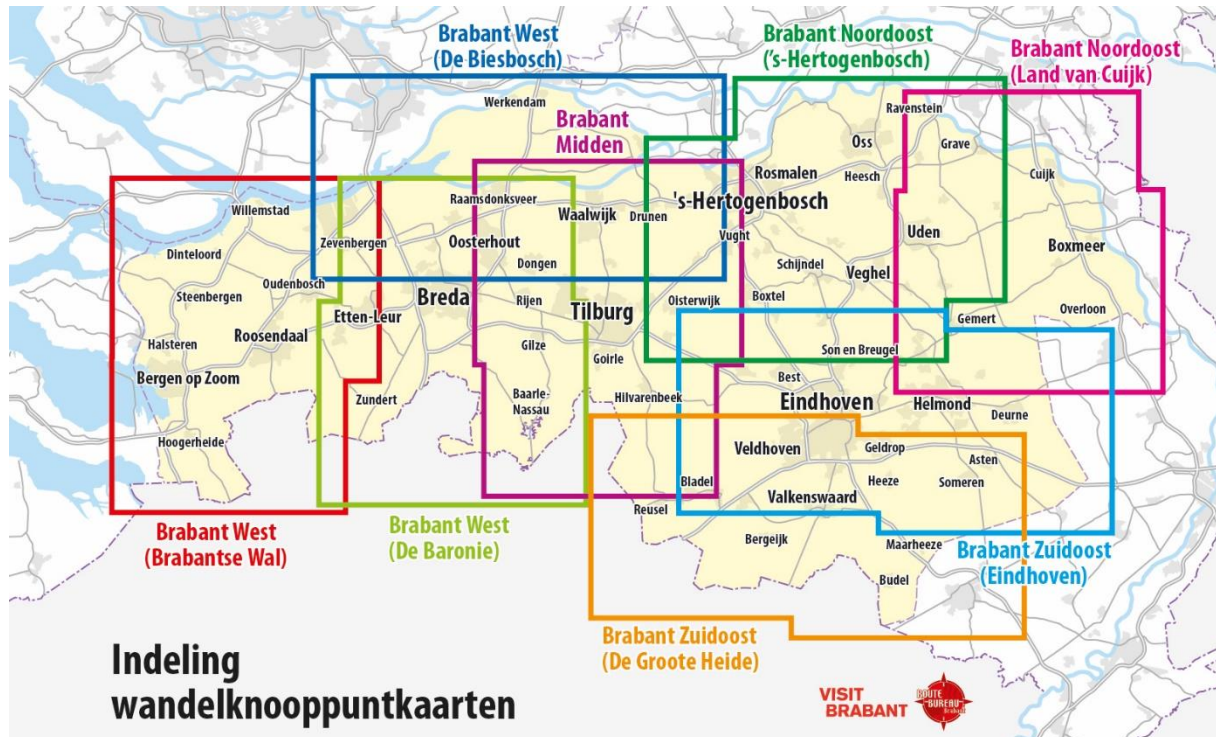 Brabant West
(De Biesbosch)
Brabant Noordoost
('s-Hertogenbosch)
Brabant Noordoost
(Land van Cuijk)
Werkendam
Brabant
Midden
Ravenstein
Oss
Grave
Rosmalen
Heesch
Cuijk
Willemstad
Raamsdonksveer
Waalwijk
Drunen
's-Hertogenbosch
Zevenbergen
Oosterhout
Vught
Uden
Boxmeer
Dinteloord
Dongen
Schijndel
Veghel
Oudenbosch
Steenbergen
Breda
Rijen
Tilburg
Oisterwijk
Boxtel
Overloon
Etten-Leur
Gemert
Roosendaal
Halsteren
Gilze
Goirle
Son en Breugel
Bergen op Zoom
Best
Baarle-
Nassau
Zundert
Hilvarenbeek
Eindhoven
Helmond
Deurne
Hoogerheide
Veldhoven
Geldrop
Asten
Bladel
Valkenswaard
Heeze
Someren
Reusel
Brabant West
(Brabantse Wal)
Brabant West
(De Baronie)
Bergeijk
Maarheeze
Brabant Zuidoost
(Eindhoven)
Budel
Brabant Zuidoost
(De Groote Heide)
Indeling
wandelknooppuntkaarten
VISIT
BRABANT
ROUTE
BUREAU
Brabant